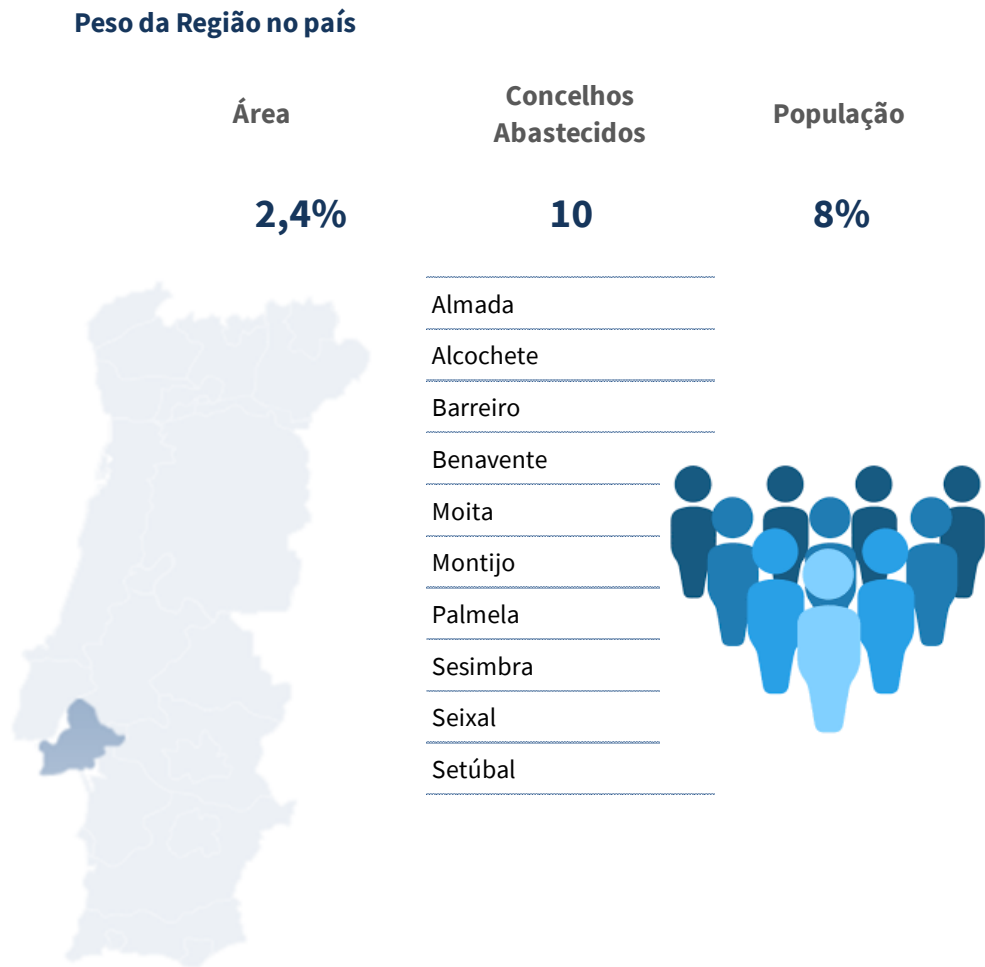 Peso da Região no país
Área
Concelhos
Abastecidos
População
2,4%
10
8%
Almada
Alcochete
Barreiro
Benavente
Moita
Montijo
Palmela
Sesimbra
Seixal
Setúbal